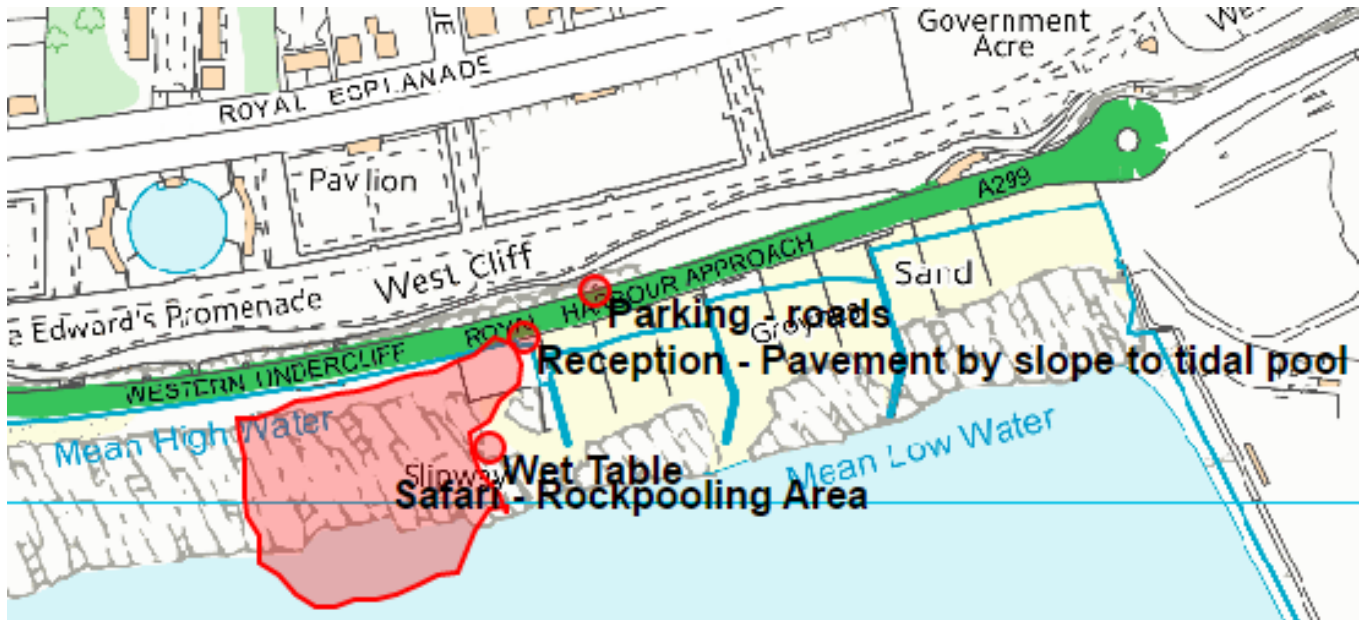 Government
Acre
ROYAL ESPLANADE
Pavilion
A299
West Cliff
Sand
HARBOUR APPROACH
e Edward's Promenade
Parking - roads
WESTERN UNDERCLIFF
Reception - Pavement by slope to tidal pool
Mean High Water
Mean Low Water
Slipway
Wet Table
Safari - Rockpooling Area